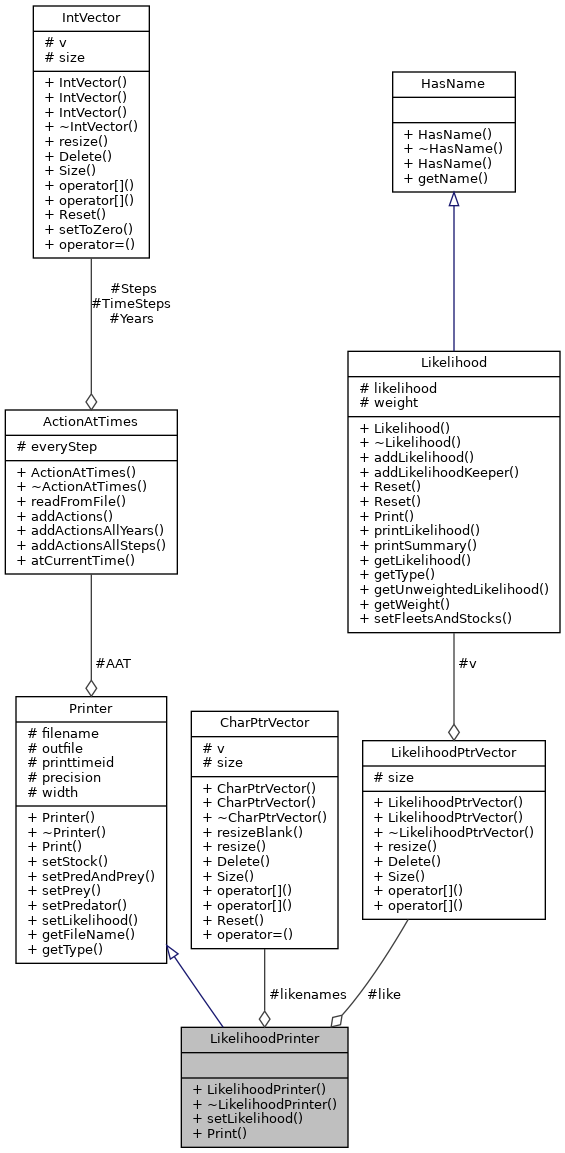 IntVector
# v
# size
+ IntVector()
+ IntVector()
+ IntVector()
+ ~IntVector()
+ resize()
+ Delete()
+ Size()
+ operator[]()
+ operator[]()
+ Reset()
+ setToZero()
+ operator=()
HasName
+ HasName()
+ ~HasName()
+ HasName()
+ getName()
#Steps
#TimeSteps
#Years
ActionAtTimes
# everyStep
+ ActionAtTimes()
+ ~ActionAtTimes()
+ readFromFile()
+ addActions()
+ addActionsAllYears()
+ addActionsAllSteps()
+ atCurrentTime()
Likelihood
# likelihood
# weight
+ Likelihood()
+ ~Likelihood()
+ addLikelihood()
+ addLikelihoodKeeper()
+ Reset()
+ Reset()
+ Print()
+ printLikelihood()
+ printSummary()
+ getLikelihood()
+ getType()
+ getUnweightedLikelihood()
+ getWeight()
+ setFleetsAndStocks()
#AAT
#v
Printer
# filename
# outfile
# printtimeid
# precision
# width
+ Printer()
+ ~Printer()
+ Print()
+ setStock()
+ setPredAndPrey()
+ setPrey()
+ setPredator()
+ setLikelihood()
+ getFileName()
+ getType()
CharPtrVector
# v
# size
+ CharPtrVector()
+ CharPtrVector()
+ ~CharPtrVector()
+ resizeBlank()
+ resize()
+ Delete()
+ Size()
+ operator[]()
+ operator[]()
+ Reset()
+ operator=()
LikelihoodPtrVector
# size
+ LikelihoodPtrVector()
+ LikelihoodPtrVector()
+ ~LikelihoodPtrVector()
+ resize()
+ Delete()
+ Size()
+ operator[]()
+ operator[]()
#likenames
#like
LikelihoodPrinter
+ LikelihoodPrinter()
+ ~LikelihoodPrinter()
+ setLikelihood()
+ Print()